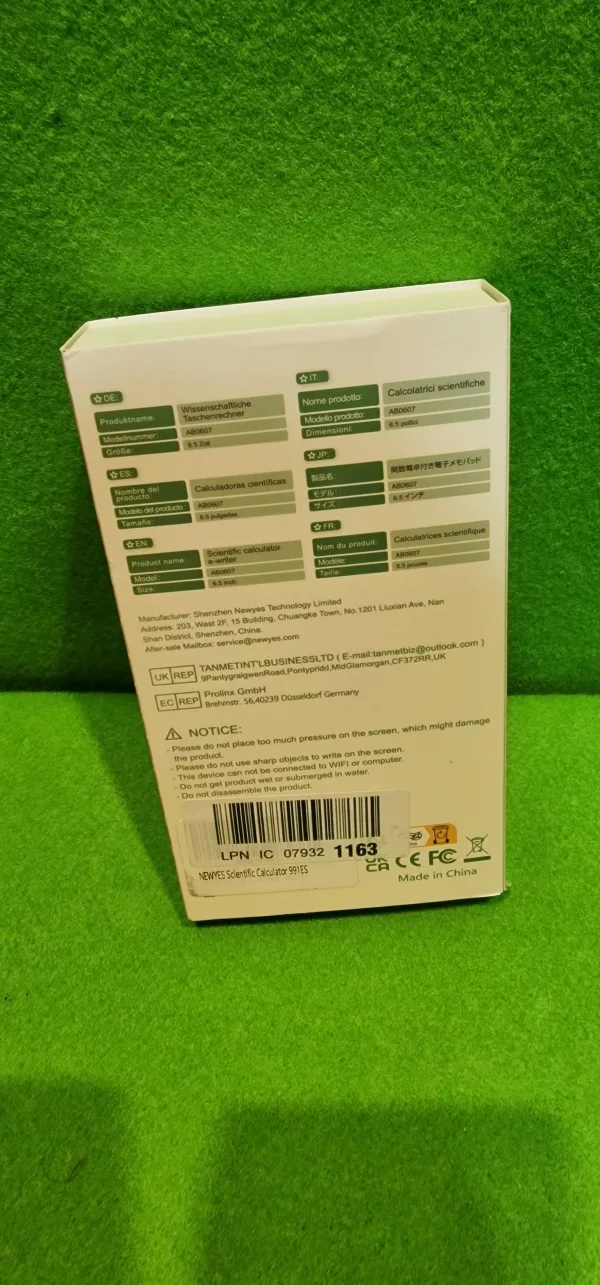 DE:
Produktname:
Wissenschaftliche
Taschenrechner
Modellnummer:
AB0607
Größe:
6.5 Zoll
IT:
Nome prodotto:
Calcolatrici scientifiche
Modello prodotto:
AB0607
Dimensioni:
6.5 pollici
ES:
Nombre del
producto:
Calculadoras científicas
Modelo del producto:
AB0607
Tamaño:
6.5 pulgadas
JP:
製品名:
関数電卓付き電子メモパッド
モデル
AB0607
サイズ
6.5 インチ
EN:
Product name:
Scientific calculator
e-writer
Model:
AB0607
Size:
6.5 inch
FR:
Nom du produit:
Calculatrices scientifique
Modèle:
AB0607
Taille:
6.5 pouces
Manufacturer: Shenzhen Newyes Technology Limited
Address: 203, West 2F, 15 Building, Chuangke Town, No.1201 Liuxian Ave, Nan
Shan District, Shenzhen, China.
After-sale Mailbox: service@newyes.com
UK REP
TANMETINT'LBUSINESSLTD ( E-mail:tanmetbiz@outlook.com )
9PantygraigwenRoad,Pontypridd,MidGlamorgan,CF372RR,UK
EC REP
Prolinx GmbH
Brehmstr. 56,40239 Düsseldorf Germany
NOTICE:
- Please do not place too much pressure on the screen, which might damage
the product.
- Please do not use sharp objects to write on the screen.
- This device can not be connected to WIFI or computer.
- Do not get product wet or submerged in water.
- Do not disassemble the product.
LPN IC 07932 1163
NEWYES Scientific Calculator 991ES
UK
CA CE FC
Made in China